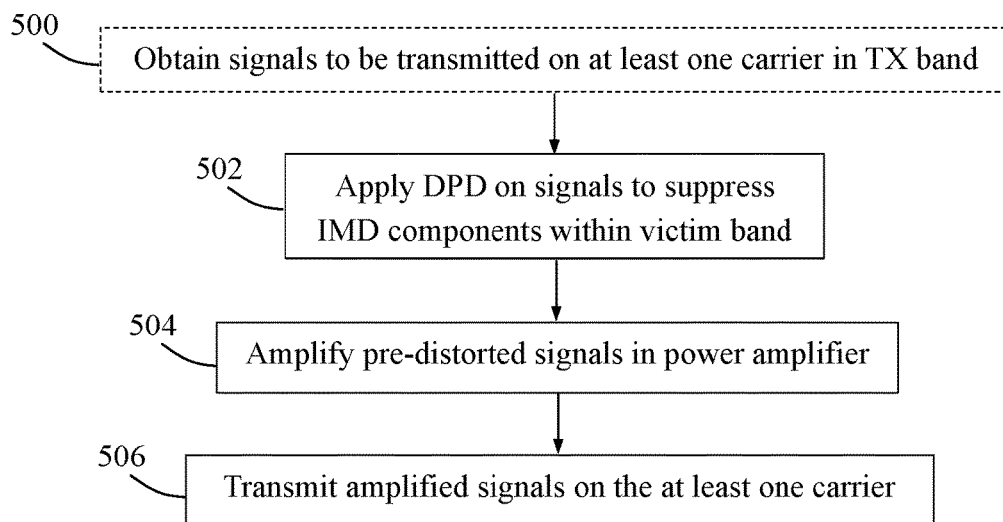 500
Obtain signals to be transmitted on at least one carrier in TX band
502
Apply DPD on signals to suppress
IMD components within victim band
504
Amplify pre-distorted signals in power amplifier
506
Transmit amplified signals on the at least one carrier